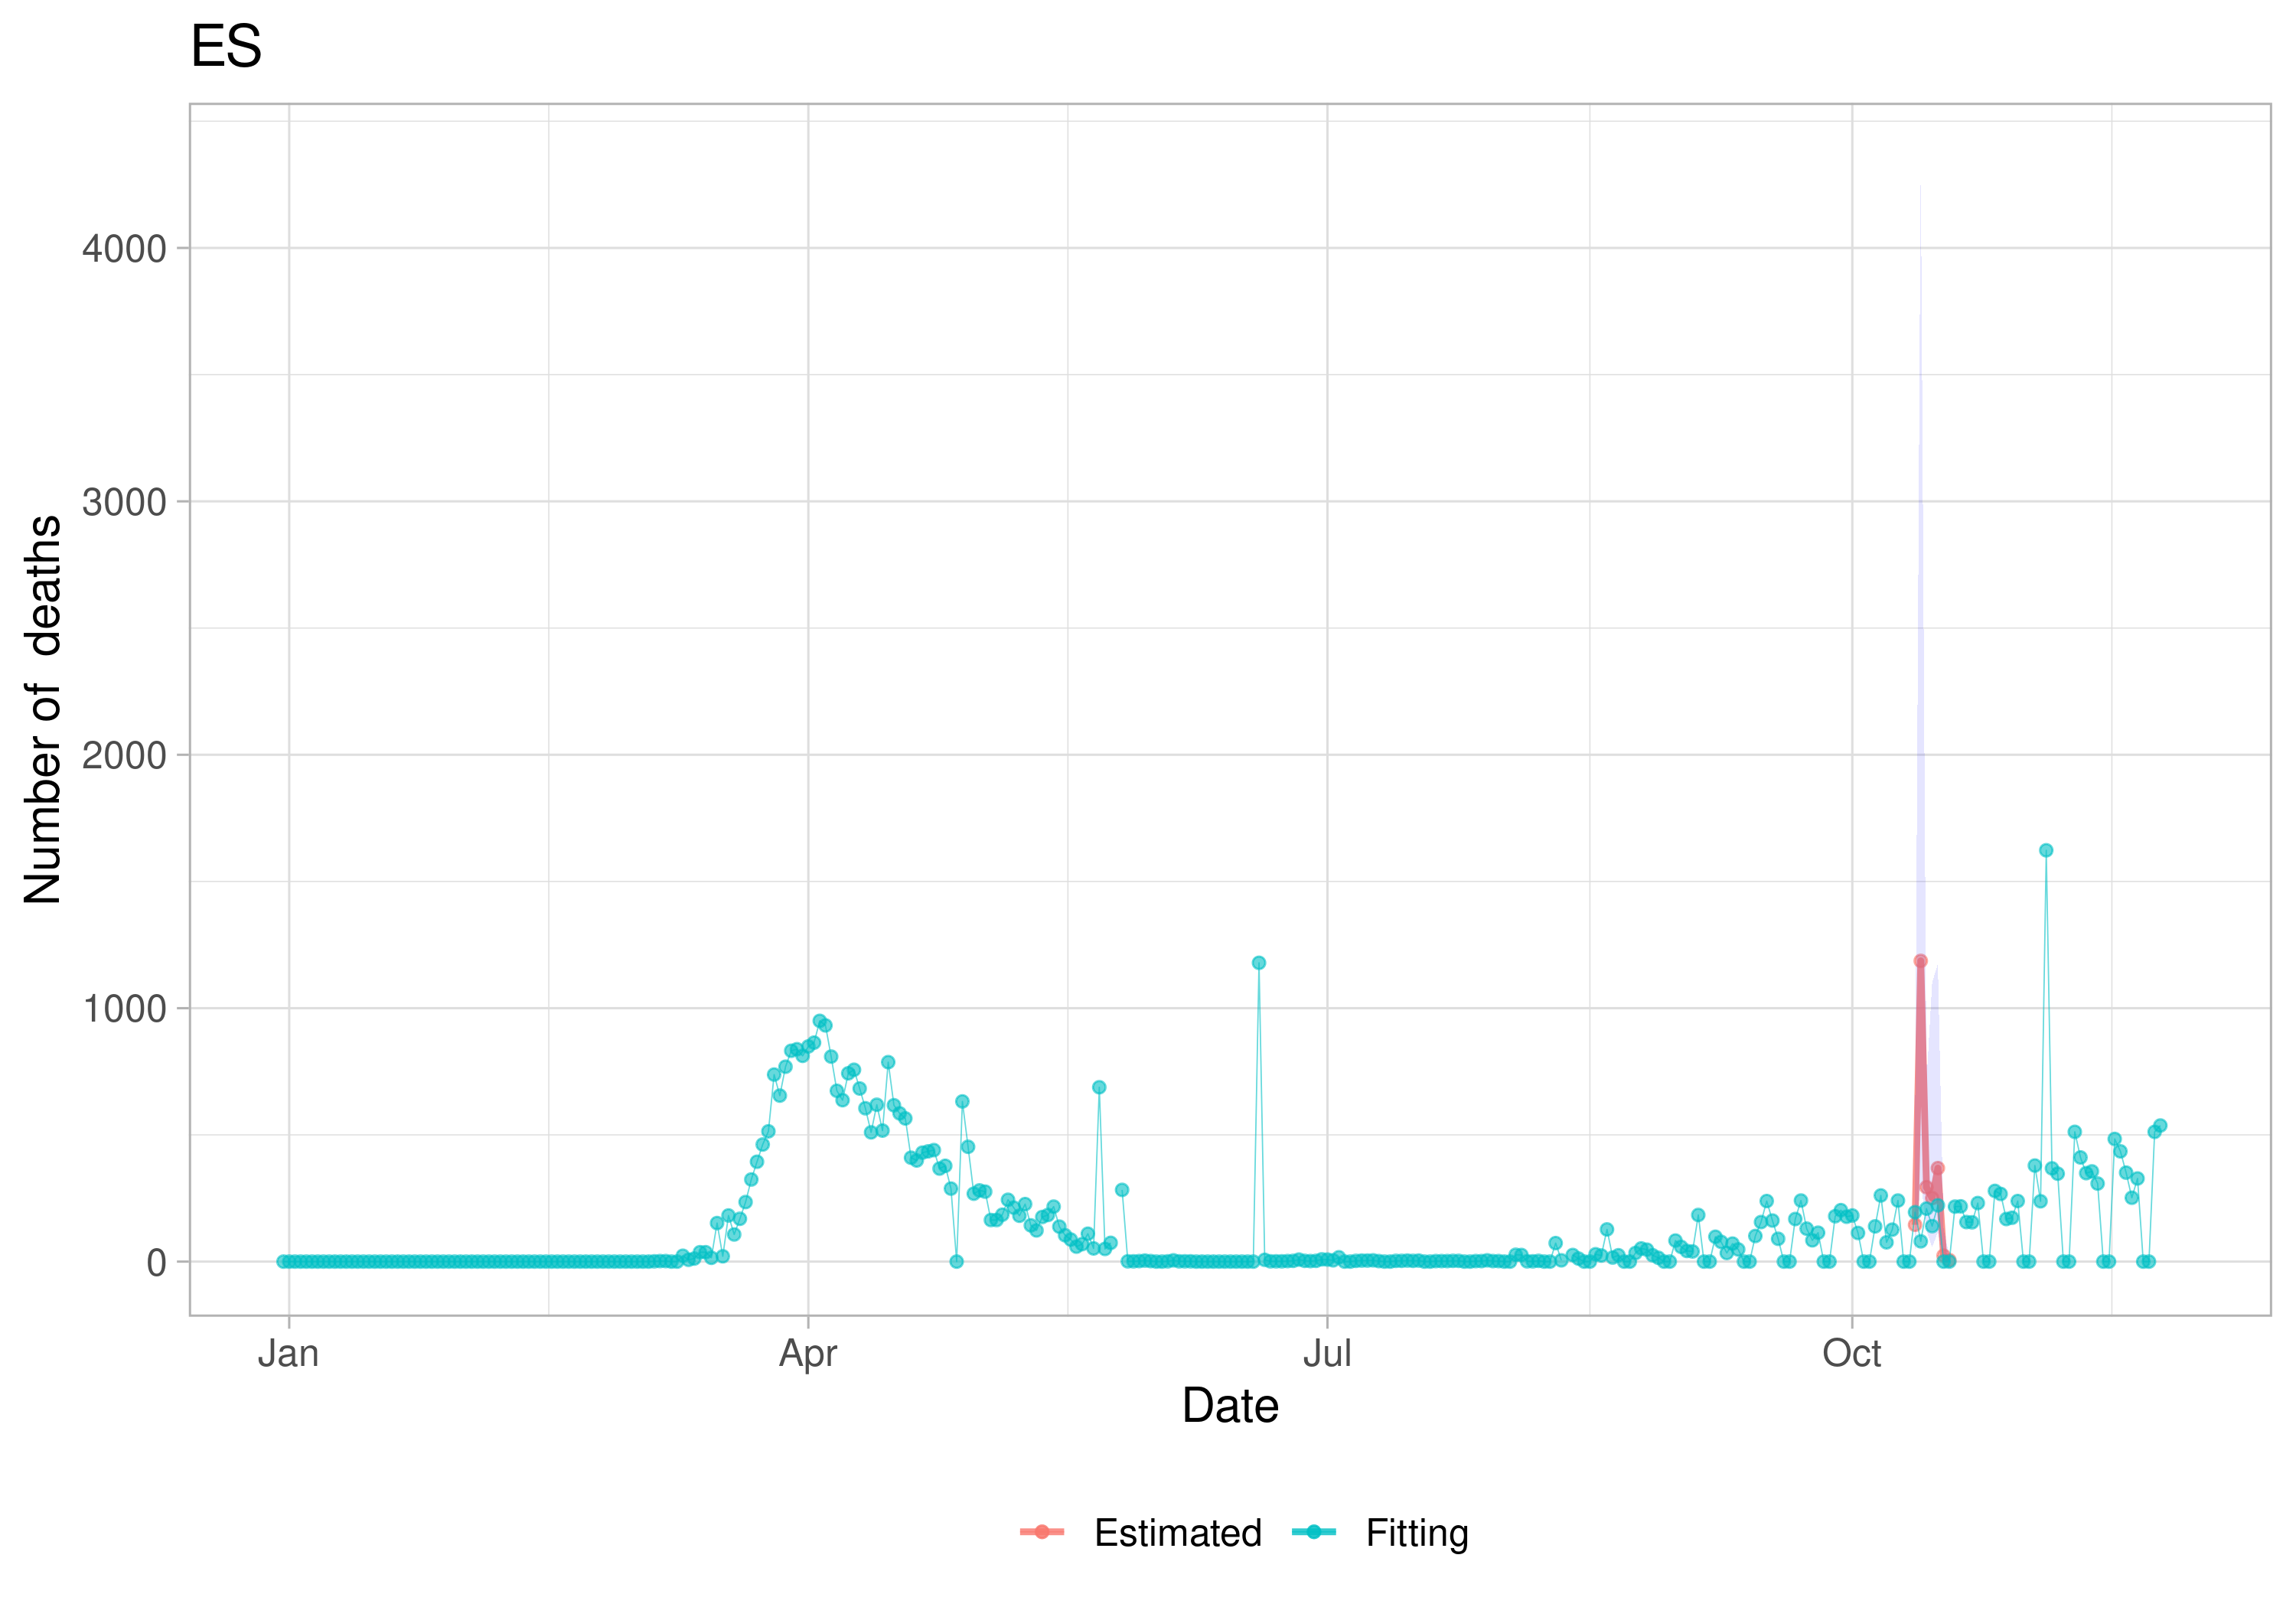 ES
Number of  deaths
4000
3000
2000
1000
0
Jan
Apr
Jul
Oct
Date
Estimated
Fitting